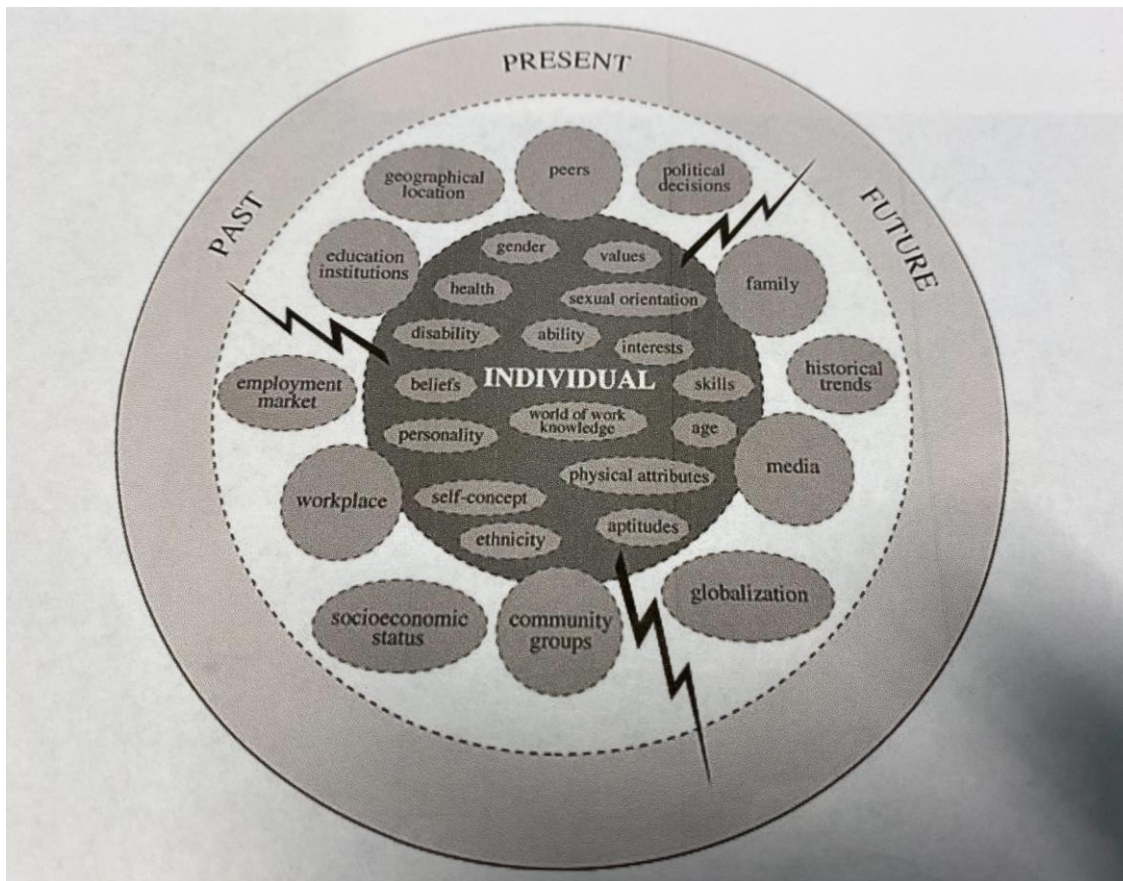 PRESENT
PAST
FUTURE
geographical
location
peers
political
decisions
education
institutions
family
employment
market
historical
trends
workplace
media
socioeconomic
status
community
groups
globalization
gender
values
health
sexual orientation
disability
ability
interests
beliefs
INDIVIDUAL
skills
personality
world of work
knowledge
age
physical attributes
self-concept
ethnicity
aptitudes